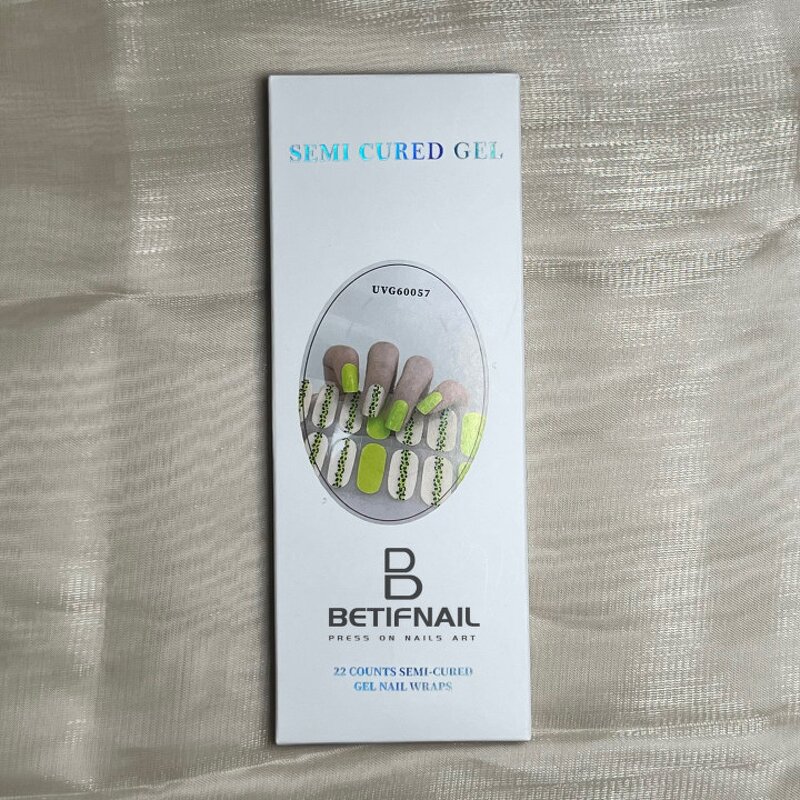 SEMI CURED GEL
UVG60057
B
BETIFNAIL
PRESS ON NAILS ART
22 COUNTS SEMI-CURED
GEL NAIL WRAPS